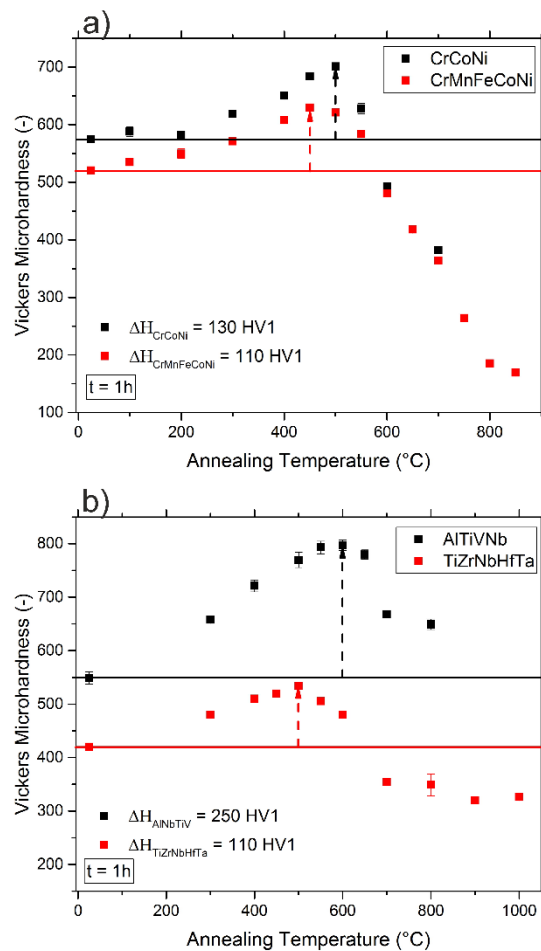 a)
CrCoNi
CrMnFeCoNi
700
600
500
400
300
200
100
Vickers Microhardness (-)
ΔH_CrCoNi = 130 HV1
ΔH_CrMnFeCoNi = 110 HV1
t = 1h
0 200 400 600 800
Annealing Temperature (°C)
b)
AlTiVNb
TiZrNbHfTa
800
700
600
500
400
300
200
Vickers Microhardness (-)
ΔH_AlNbTiV = 250 HV1
ΔH_TiZrNbHfTa = 110 HV1
t = 1h
0 200 400 600 800 1000
Annealing Temperature (°C)